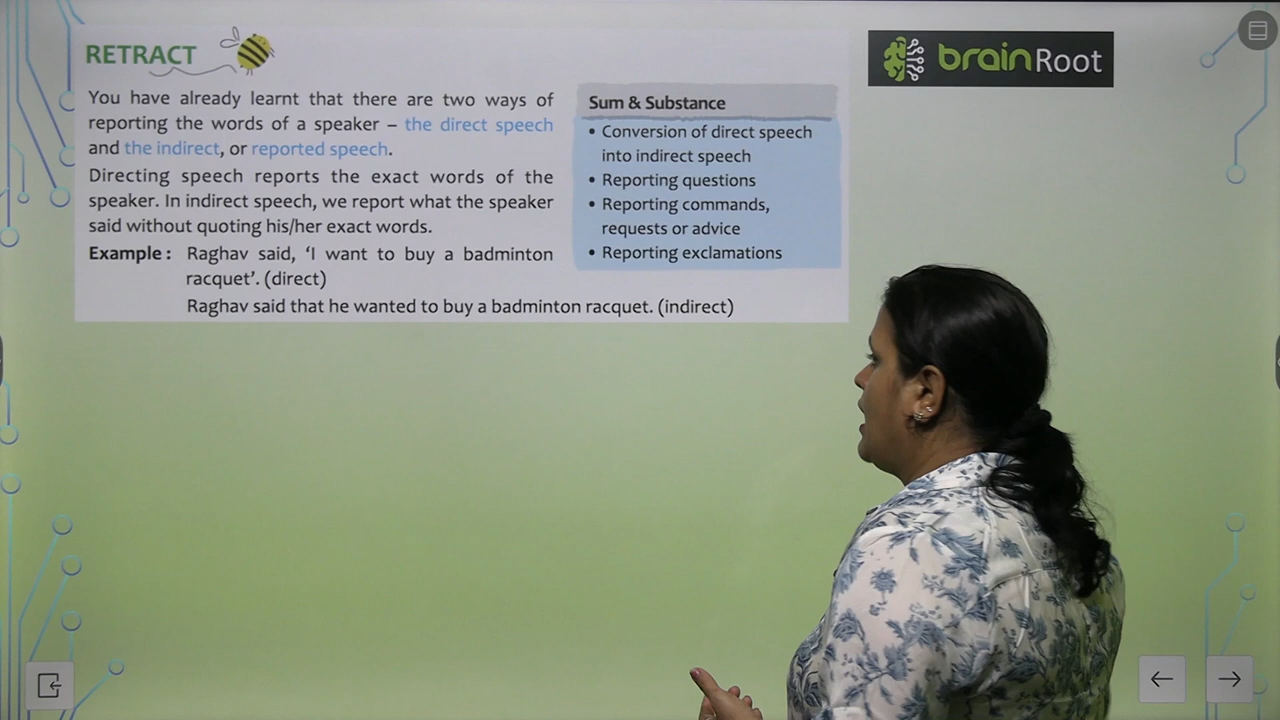 RETRACT
You have already learnt that there are two ways of
reporting the words of a speaker – the direct speech
and the indirect, or reported speech.
Directing speech reports the exact words of the
speaker. In indirect speech, we report what the speaker
said without quoting his/her exact words.
Example : Raghav said, ‘I want to buy a badminton
racquet’. (direct)
Raghav said that he wanted to buy a badminton racquet. (indirect)
Sum & Substance
• Conversion of direct speech
into indirect speech
• Reporting questions
• Reporting commands,
requests or advice
• Reporting exclamations
brainRoot